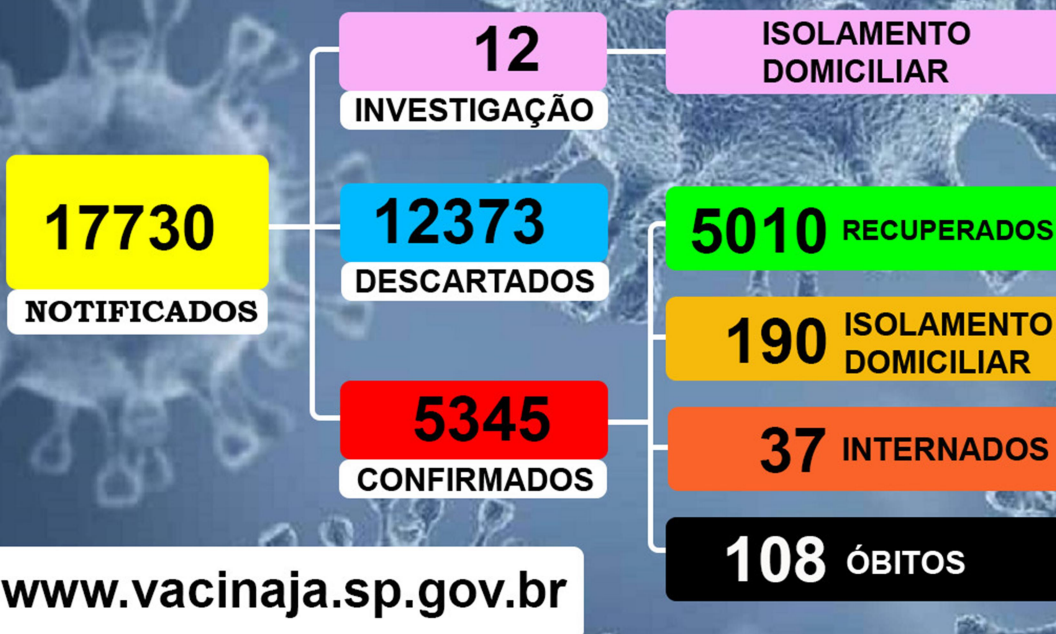 17730
NOTIFICADOS
12
INVESTIGAÇÃO
ISOLAMENTO
DOMICILIAR
12373
DESCARTADOS
5345
CONFIRMADOS
5010 RECUPERADOS
190 ISOLAMENTO
DOMICILIAR
37 INTERNADOS
108 ÓBITOS
www.vacinaja.sp.gov.br